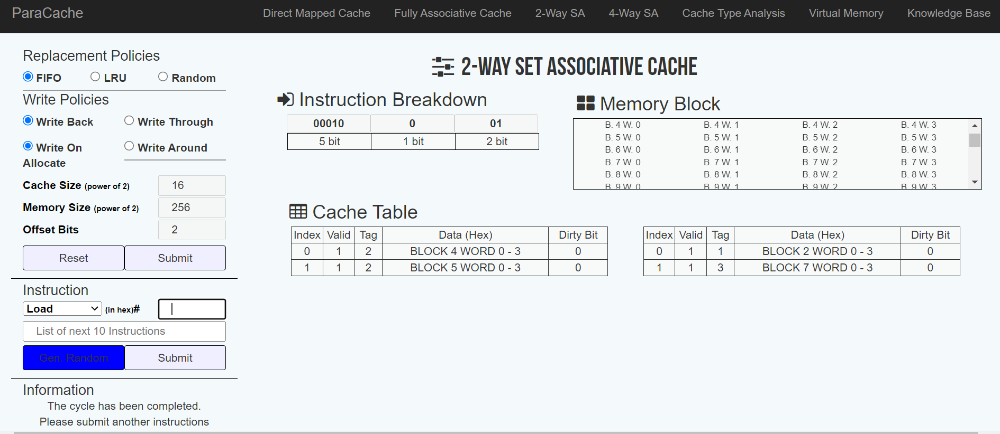 ParaCache Direct Mapped Cache Fully Associative Cache 2-Way SA 4-Way SA Cache Type Analysis Virtual Memory Knowledge Base
Replacement Policies
FIFO LRU Random
Write Policies
Write Back Write Through
Write On Allocate Write Around
Cache Size (power of 2) 16
Memory Size (power of 2) 256
Offset Bits 2
Reset Submit
Instruction
Load (in hex)#
List of next 10 Instructions
Gen. Random Submit
Information
The cycle has been completed.
Please submit another instructions
2-WAY SET ASSOCIATIVE CACHE
Instruction Breakdown
00010 0 01
5 bit 1 bit 2 bit
Memory Block
B. 4 W. 0 B. 4 W. 1 B. 4 W. 2 B. 4 W. 3
B. 5 W. 0 B. 5 W. 1 B. 5 W. 2 B. 5 W. 3
B. 6 W. 0 B. 6 W. 1 B. 6 W. 2 B. 6 W. 3
B. 7 W. 0 B. 7 W. 1 B. 7 W. 2 B. 7 W. 3
B. 8 W. 0 B. 8 W. 1 B. 8 W. 2 B. 8 W. 3
B. 9 W. 0 B. 9 W. 1 B. 9 W. 2 B. 9 W. 3
Cache Table
Index Valid Tag Data (Hex) Dirty Bit
0 1 2 BLOCK 4 WORD 0 - 3 0
1 1 2 BLOCK 5 WORD 0 - 3 0
Index Valid Tag Data (Hex) Dirty Bit
0 1 1 BLOCK 2 WORD 0 - 3 0
1 1 3 BLOCK 7 WORD 0 - 3 0